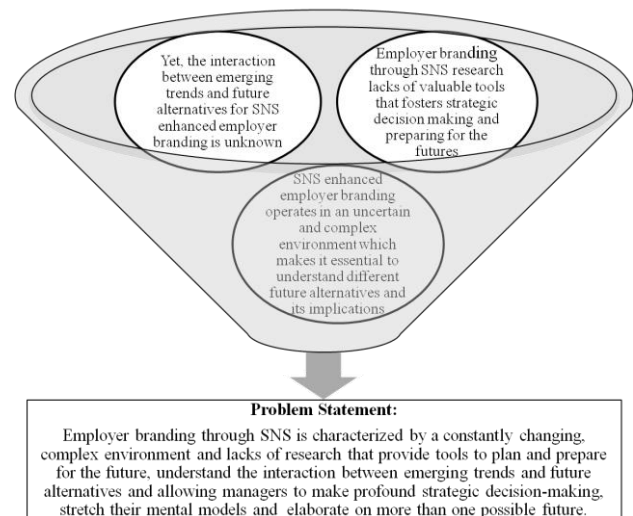 Yet, the interaction
between emerging
trends and future
alternatives for SNS
enhanced employer
branding is unknown
Employer branding
through SNS research
lacks of valuable tools
that fosters strategic
decision making and
preparing for the
futures
SNS enhanced
employer branding
operates in an uncertain
and complex
environment which
makes it essential to
understand different
future alternatives and
its implications
Problem Statement:
Employer branding through SNS is characterized by a constantly changing,
complex environment and lacks of research that provide tools to plan and prepare
for the future, understand the interaction between emerging trends and future
alternatives and allowing managers to make profound strategic decision-making,
stretch their mental models and elaborate on more than one possible future.